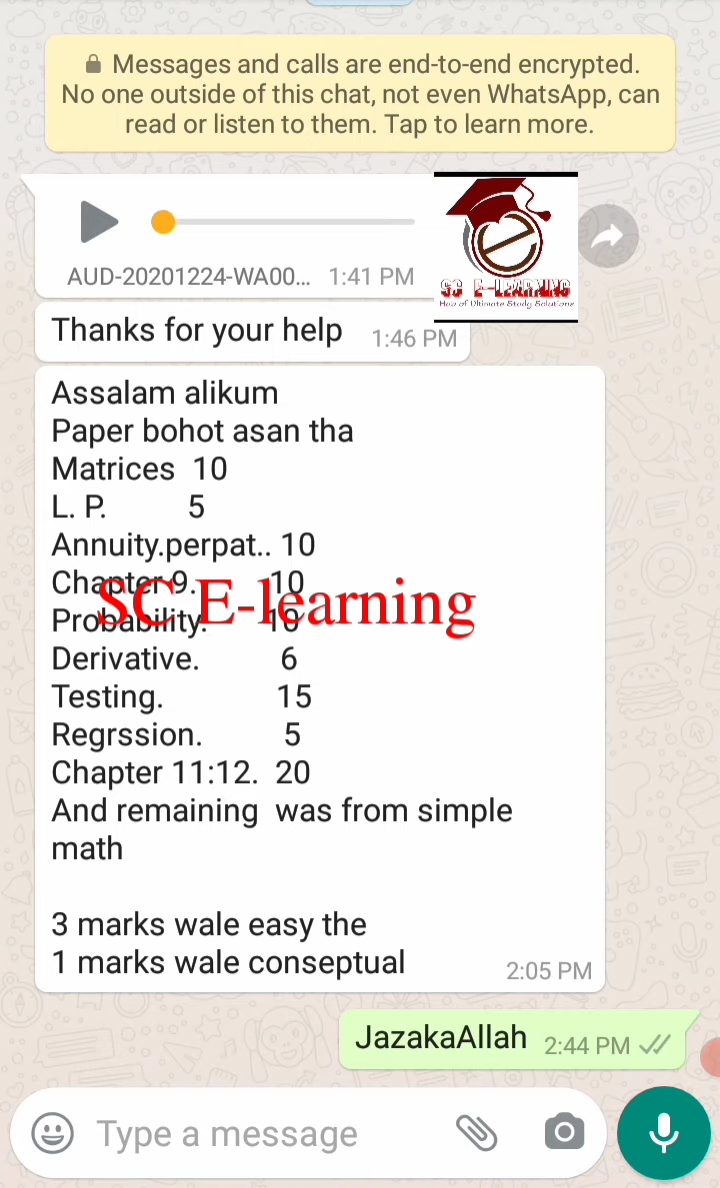 Messages and calls are end-to-end encrypted.
No one outside of this chat, not even WhatsApp, can
read or listen to them. Tap to learn more.
AUD-20201224-WA00... 1:41 PM
SC E-LEARNING
Hou of Ultimate Study Solutions
Thanks for your help 1:46 PM
Assalam alikum
Paper bohot asan tha
Matrices 10
L. P. 5
Annuity.perpat.. 10
Chapter 9. 10
SC E-learning
Probability. 10
Derivative. 6
Testing. 15
Regrssion. 5
Chapter 11:12. 20
And remaining was from simple
math
3 marks wale easy the
1 marks wale conseptual
2:05 PM
JazakaAllah 2:44 PM
Type a message